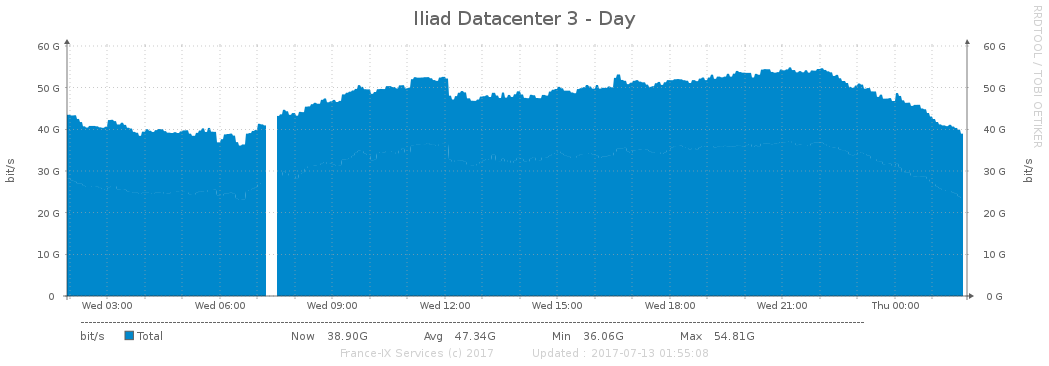 Iliad Datacenter 3 - Day
RRDTOOL / TOBI OETIKER
60 G 60 G
50 G 50 G
40 G 40 G
30 G 30 G
20 G 20 G
10 G 10 G
0 0 G
bit/s bit/s
Wed 03:00 Wed 06:00 Wed 09:00 Wed 12:00 Wed 15:00 Wed 18:00 Wed 21:00 Thu 00:00
bit/s Total Now 38.90G Avg 47.34G Min 36.06G Max 54.81G
France-IX Services (c) 2017 Updated : 2017-07-13 01:55:08